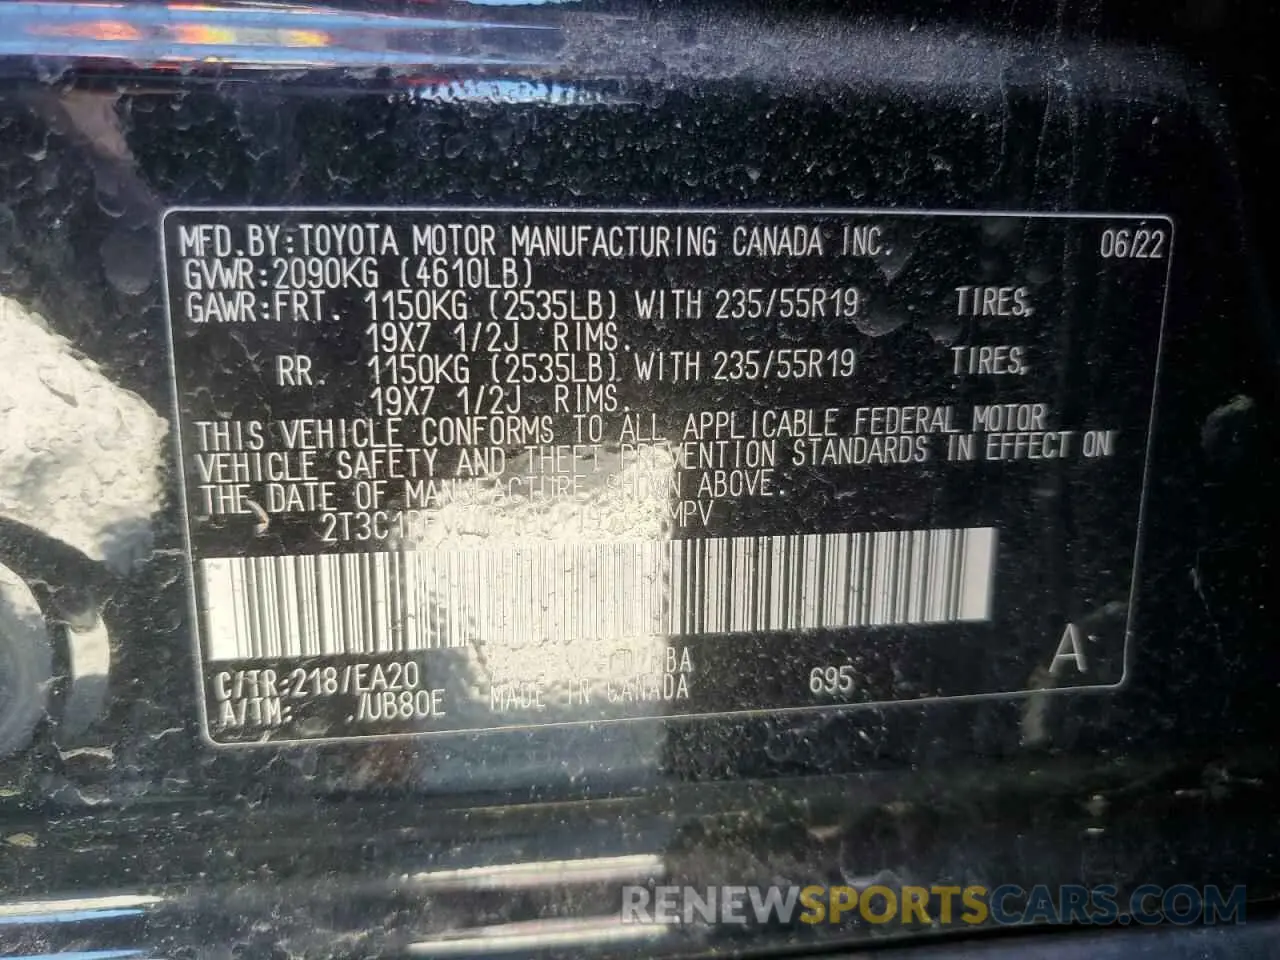 MFD.BY:TOYOTA MOTOR MANUFACTURING CANADA INC. 06/22
GVWR:2090KG (4610LB)
GAWR:FRT. 1150KG (2535LB) WITH 235/55R19 TIRES,
19X7 1/2J RIMS.
RR. 1150KG (2535LB) WITH 235/55R19 TIRES,
19X7 1/2J RIMS.
THIS VEHICLE CONFORMS TO ALL APPLICABLE FEDERAL MOTOR
VEHICLE SAFETY AND THEFT PREVENTION STANDARDS IN EFFECT ON
THE DATE OF MANUFACTURE SHOWN ABOVE.
MPV
C/TR:218/EA20
A/TM: ./UB80E MADE IN CANADA 695 A
RENEWSPORTSCARS.COM